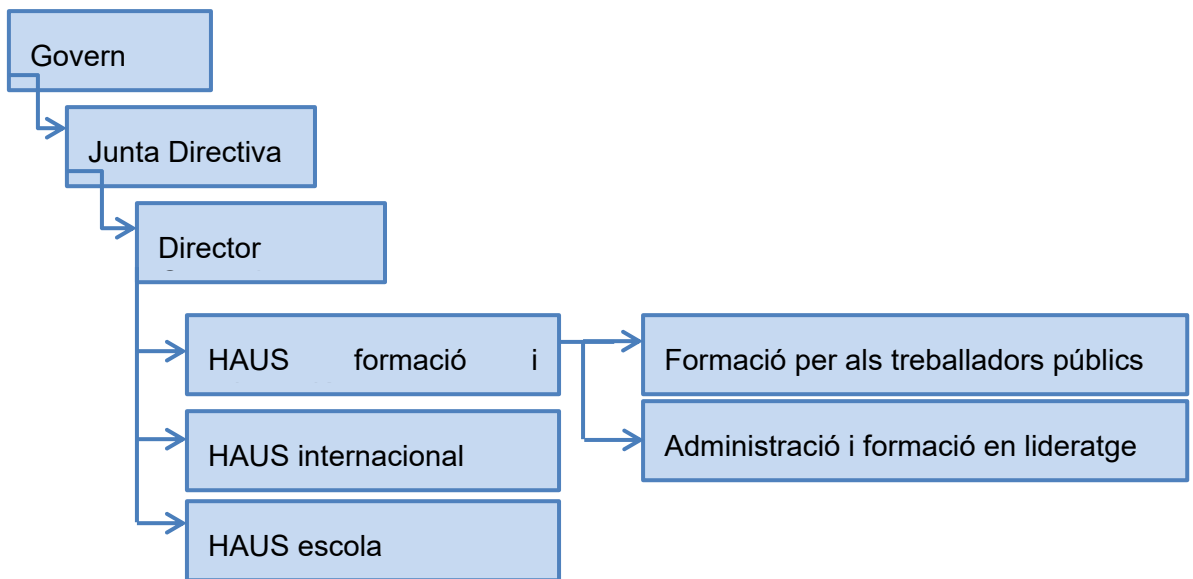 Govern
Junta Directiva
Director
HAUS formació i
Formació per als treballadors públics
HAUS internacional
Administració i formació en lideratge
HAUS escola